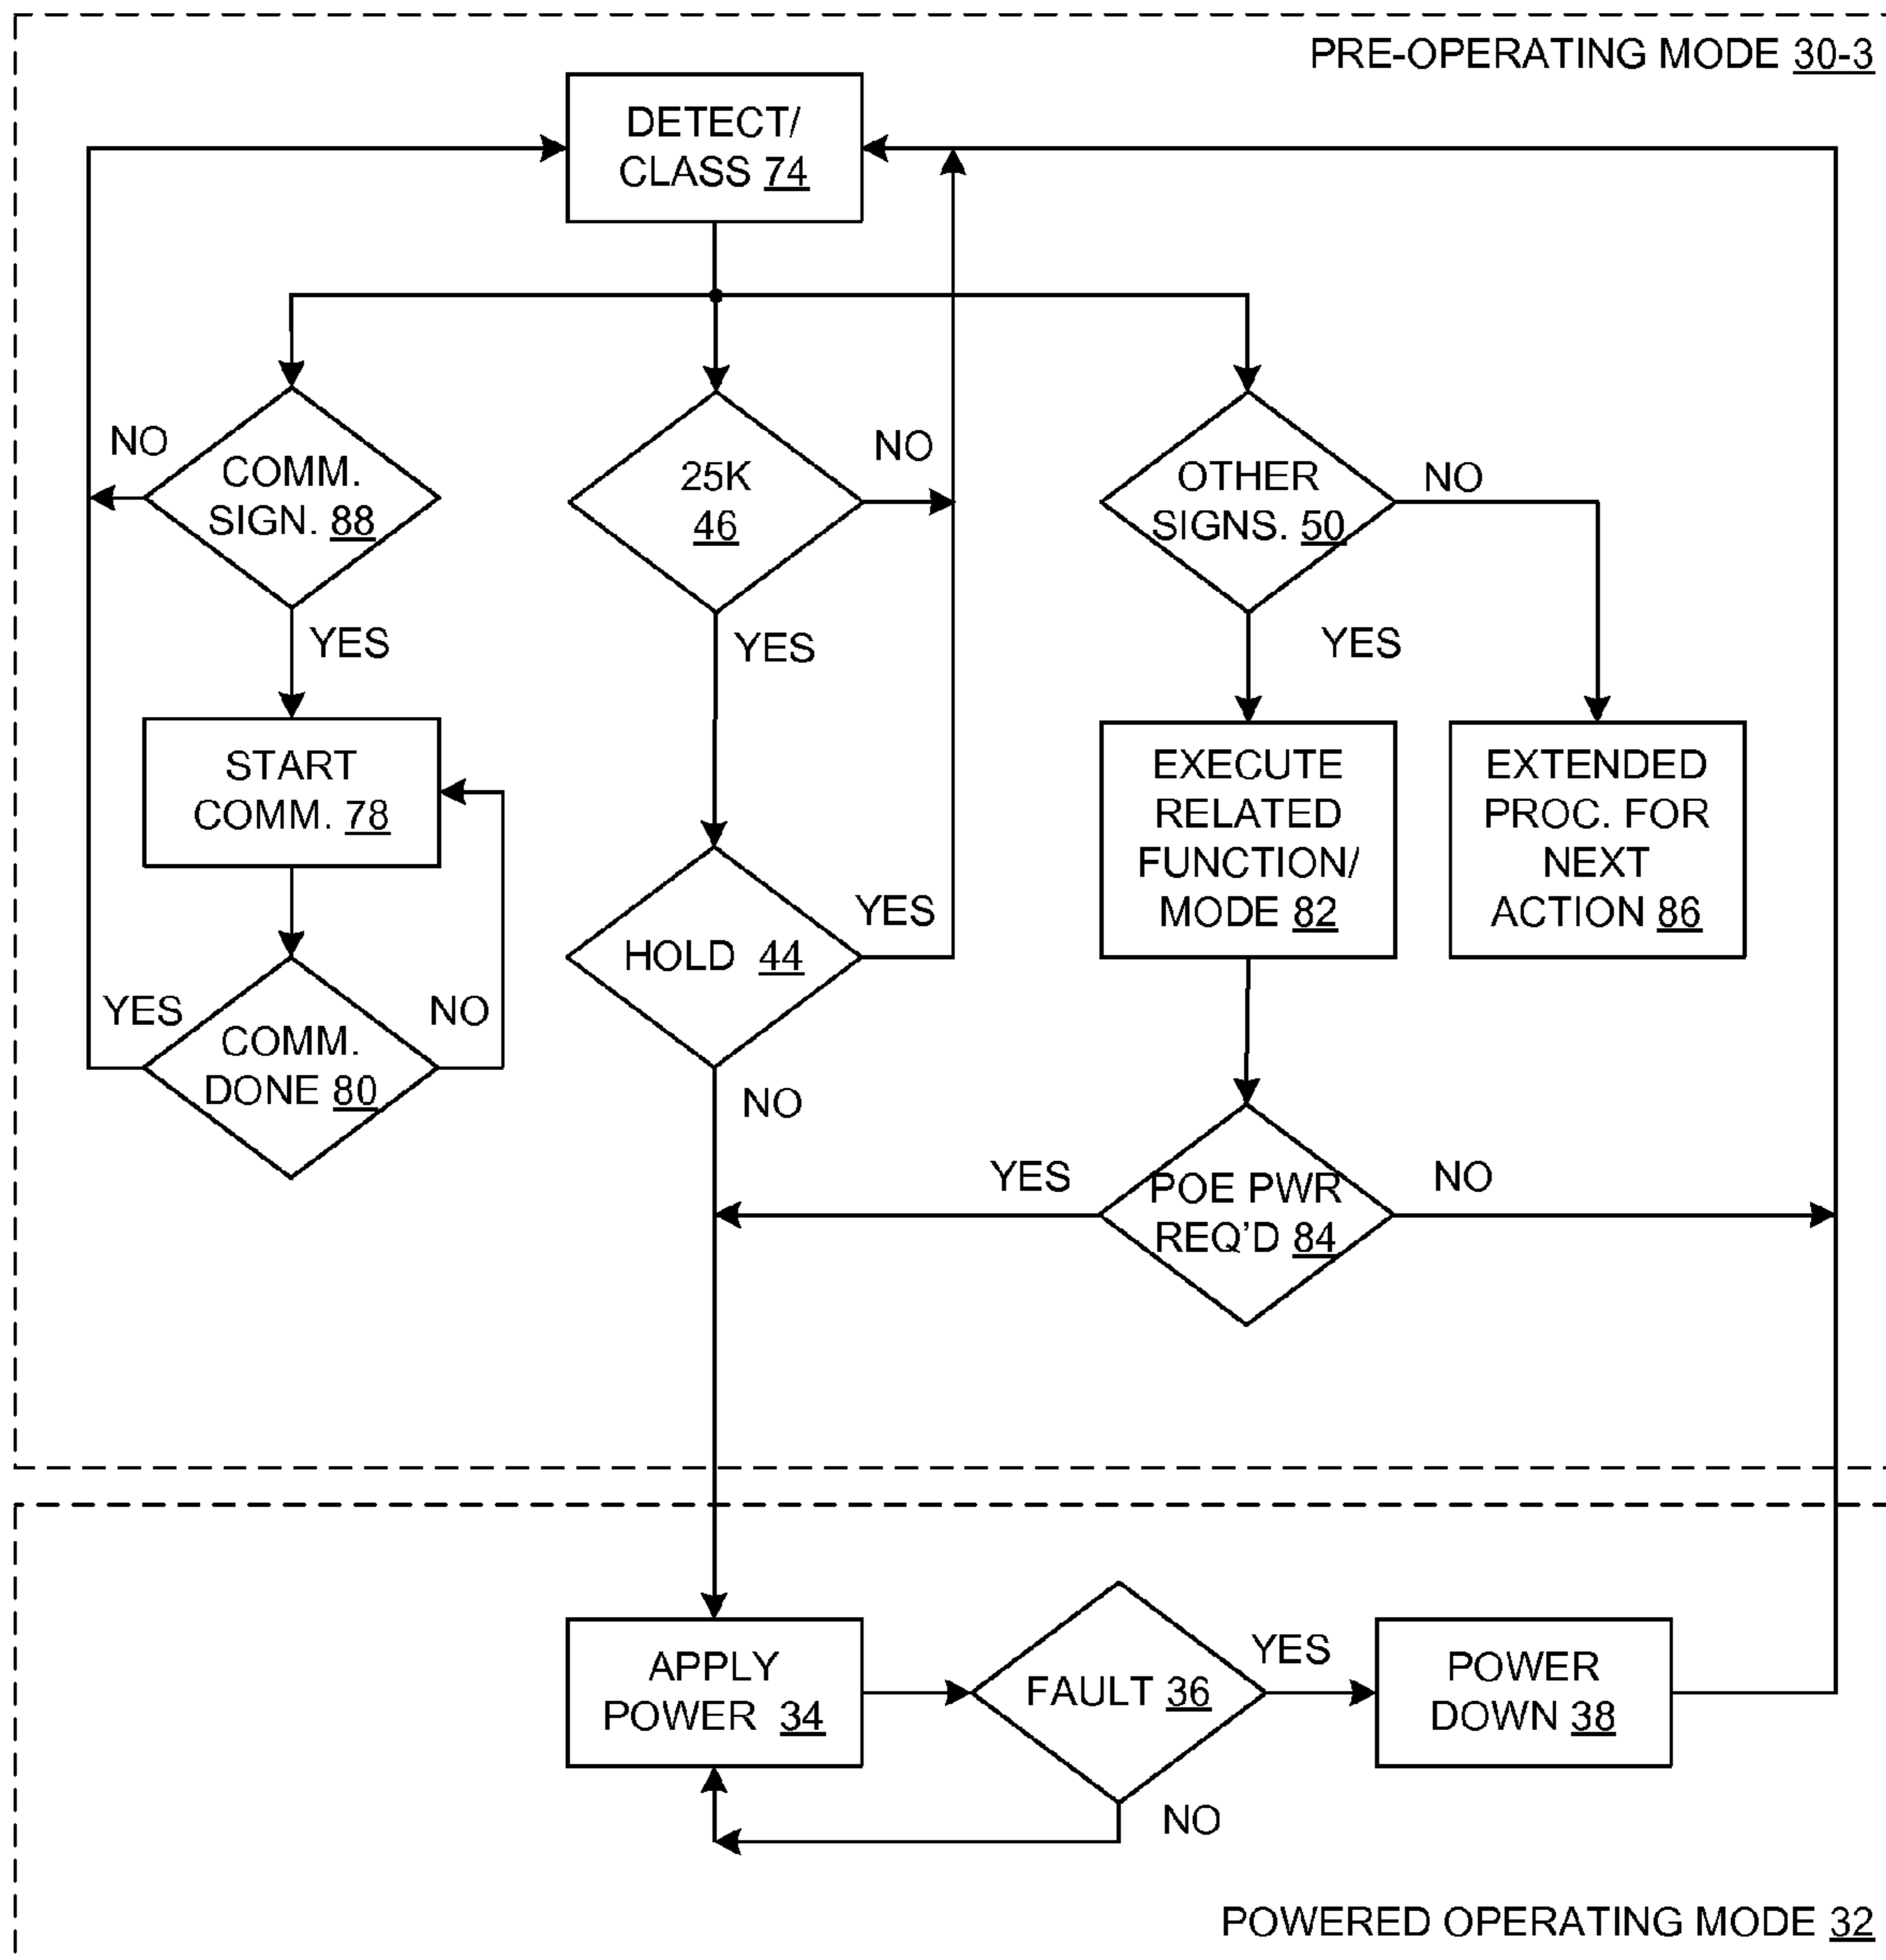 PRE-OPERATING MODE 30-3
DETECT/
CLASS 74
NO
COMM.
SIGN. 88
YES
25K
46
NO
YES
OTHER
SIGNS. 50
NO
YES
START
COMM. 78
EXECUTE
RELATED
FUNCTION/
MODE 82
EXTENDED
PROC. FOR
NEXT
ACTION 86
YES
COMM.
DONE 80
NO
HOLD 44
YES
NO
YES
POE PWR
REQ'D 84
NO
APPLY
POWER 34
FAULT 36
YES
NO
POWER
DOWN 38
POWERED OPERATING MODE 32